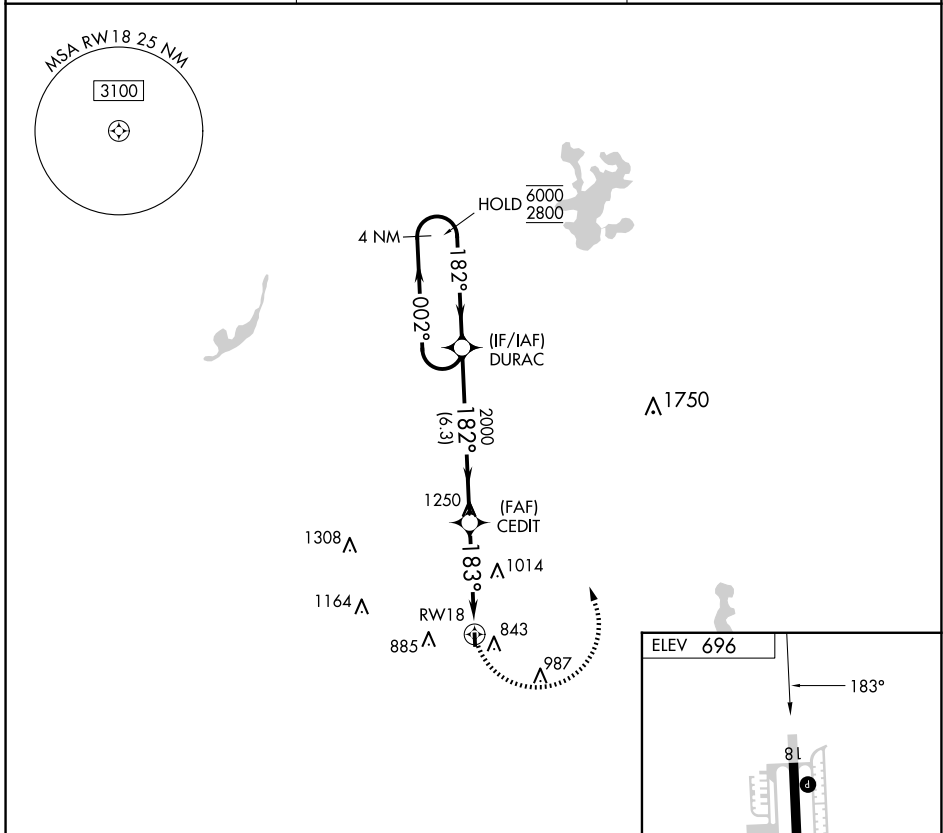 MSA RW18 25 NM
3100
HOLD
6000
2800
4 NM
182°
002°
(IF/IAF)
DURAC
1750
2000
182°
(6.3)
1250
(FAF)
CEDIT
1308
183°
1014
1164
RW18
885
843
987
ELEV 696
183°
18
P